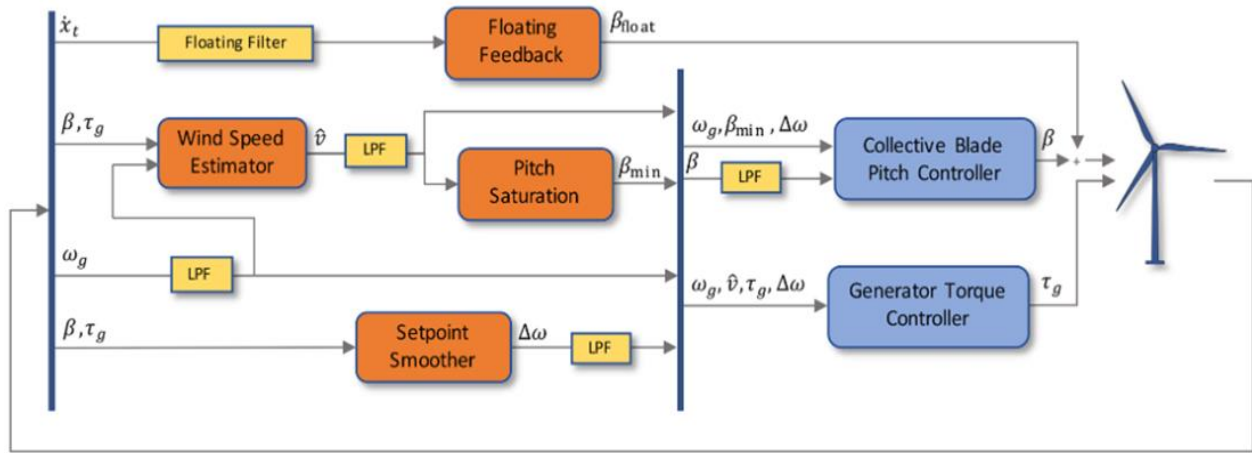 ẋₜ
Floating Filter
Floating
Feedback
β_float
β,τ_g
Wind Speed
Estimator
v̂
LPF
Pitch
Saturation
β_min
ω_g,β_min , Δω
β
LPF
Collective Blade
Pitch Controller
β
+
ω_g
LPF
ω_g, v̂,τ_g, Δω
Generator Torque
Controller
τ_g
β,τ_g
Setpoint
Smoother
Δω
LPF